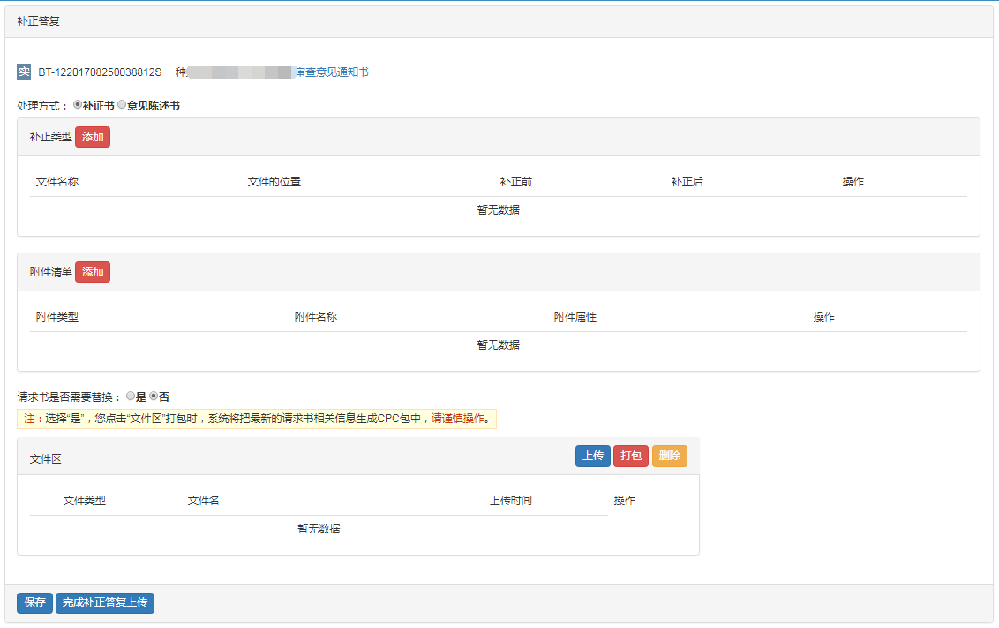 补正答复
实 BT-12201708250038812S 一种 审查意见通知书
处理方式： 补证书 意见陈述书
补正类型 添加
文件名称 文件的位置 补正前 补正后 操作
暂无数据
附件清单 添加
附件类型 附件名称 附件属性 操作
暂无数据
请求书是否需要替换： 是 否
注：选择“是”，您点击“文件区”打包时，系统将把最新的请求书相关信息生成CPC包中，请谨慎操作。
文件区 上传 打包 删除
文件类型 文件名 上传时间 操作
暂无数据
保存 完成补正答复上传